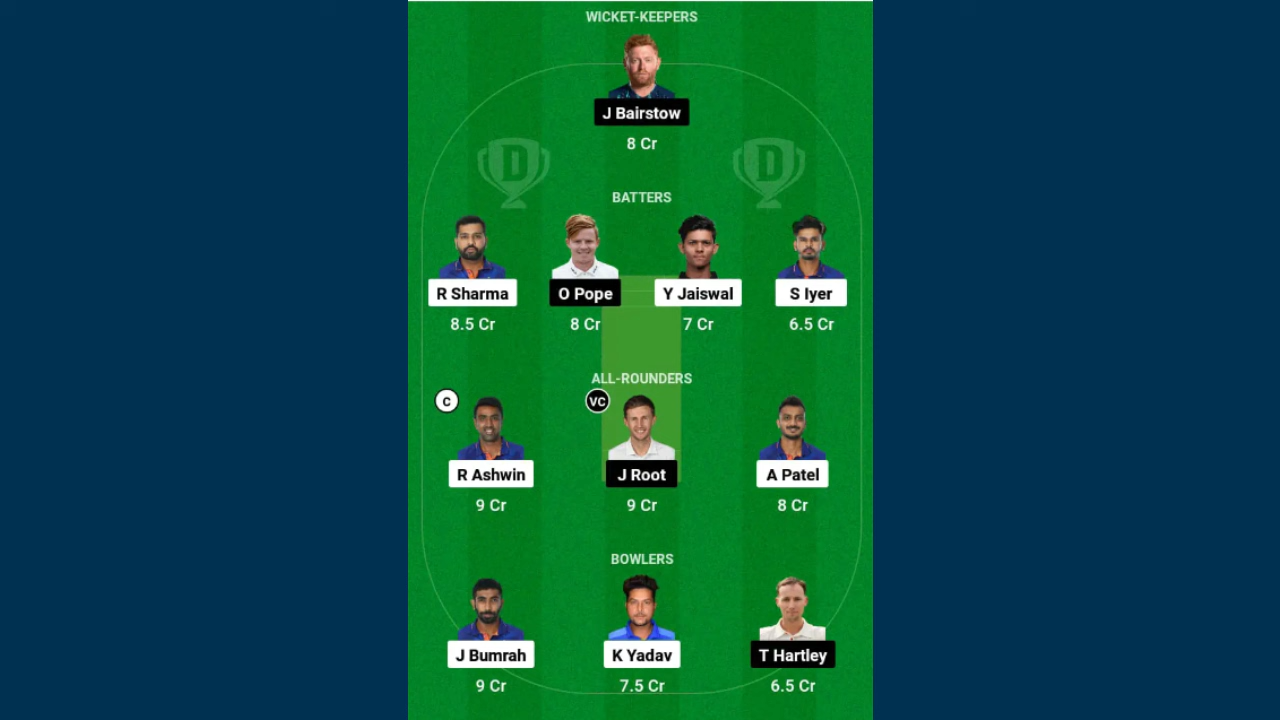 WICKET-KEEPERS
J Bairstow
8 Cr
D D
BATTERS
R Sharma O Pope Y Jaiswal S Iyer
8.5 Cr 8 Cr 7 Cr 6.5 Cr
ALL-ROUNDERS
C VC
R Ashwin J Root A Patel
9 Cr 9 Cr 8 Cr
BOWLERS
J Bumrah K Yadav T Hartley
9 Cr 7.5 Cr 6.5 Cr